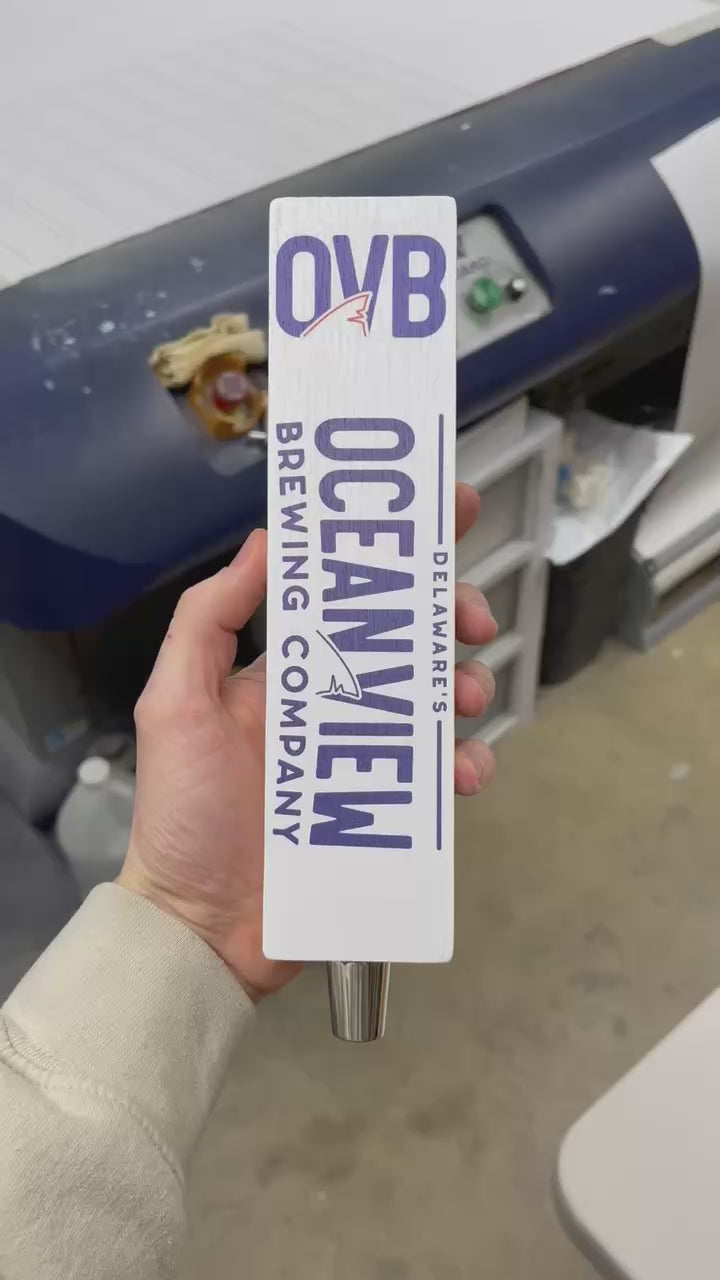 OVB
DELAWARE'S
OCEANVIEW
BREWING COMPANY